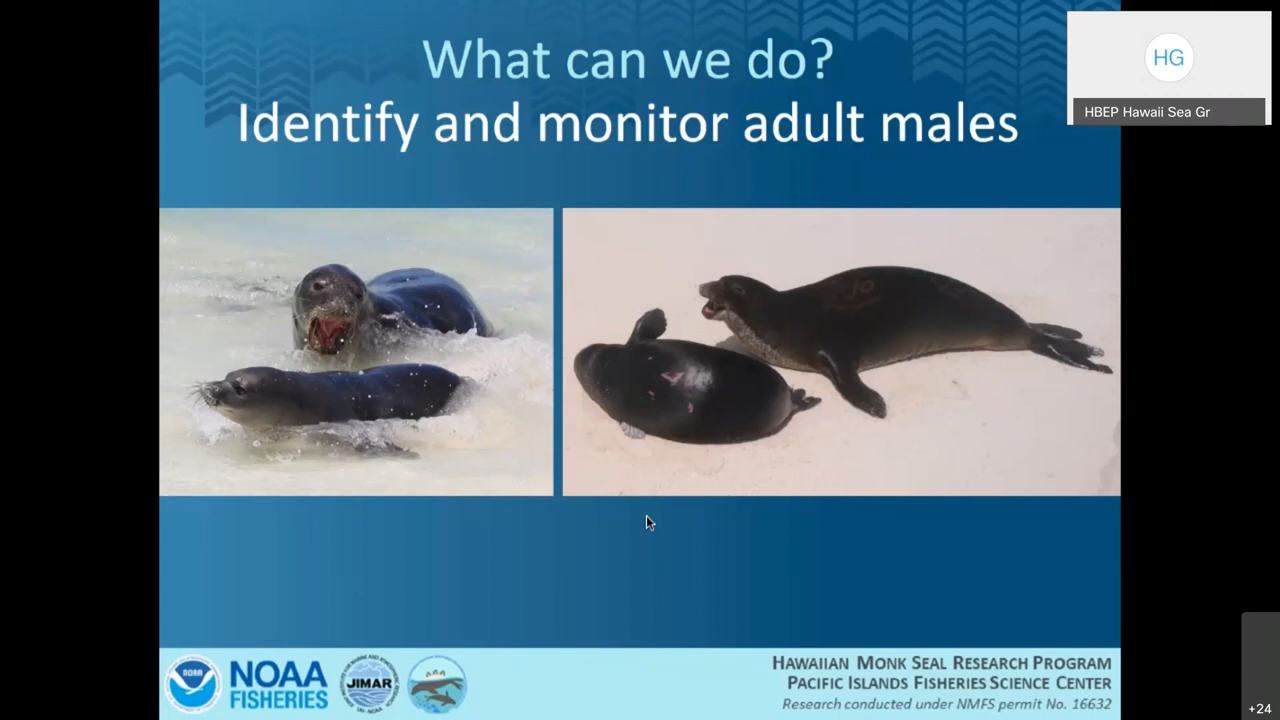 What can we do?
Identify and monitor adult males
HG
HBEP Hawaii Sea Gr
NOAA
NOAA
FISHERIES
JIMAR
HAWAIIAN MONK SEAL RESEARCH PROGRAM
PACIFIC ISLANDS FISHERIES SCIENCE CENTER
Research conducted under NMFS permit No. 16632
+24